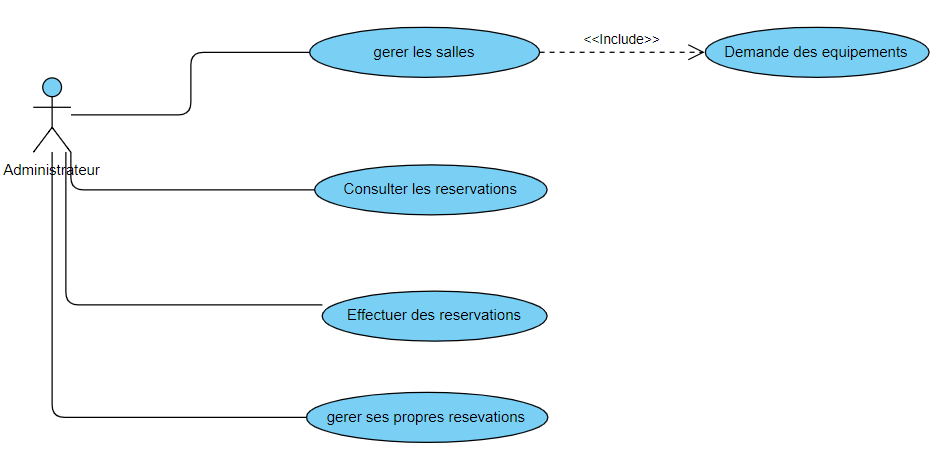 gerer les salles
<<Include>>
Demande des equipements
Administrateur
Consulter les reservations
Effectuer des reservations
gerer ses propres resevations